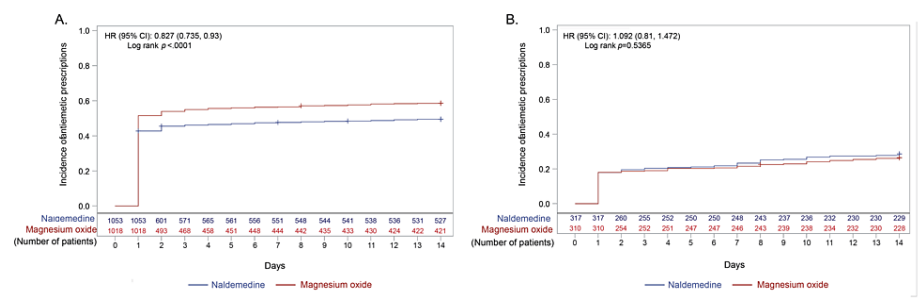 A.
HR (95% CI): 0.827 (0.735, 0.93)
Log rank p<.0001
Incidence oantiemetic prescriptions
1.0
0.8
0.6
0.4
0.2
0.0
Naldemedine 1053 1053 601 571 565 561 556 551 548 544 541 538 536 531 527
Magnesium oxide 1018 1018 493 468 458 451 448 444 442 435 433 430 424 422 421
(Number of patients) 0 1 2 3 4 5 6 7 8 9 10 11 12 13 14
Days
Naldemedine Magnesium oxide
B.
HR (95% CI): 1.092 (0.81, 1.472)
Log rank p=0.5365
Incidence oantiemetic prescriptions
1.0
0.8
0.6
0.4
0.2
0.0
Naldemedine 317 317 260 255 252 250 250 248 243 237 236 232 230 230 229
Magnesium oxide 310 310 254 252 251 247 247 246 243 239 238 234 232 230 228
(Number of patients) 0 1 2 3 4 5 6 7 8 9 10 11 12 13 14
Days
Naldemedine Magnesium oxide